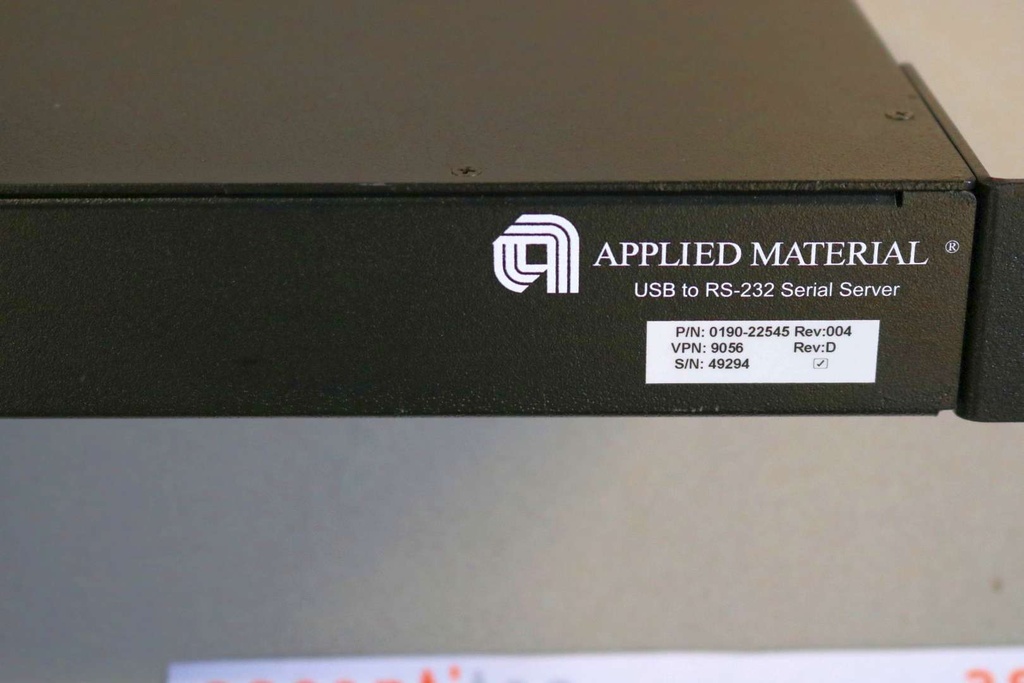 APPLIED MATERIAL ®
USB to RS-232 Serial Server
P/N: 0190-22545 Rev:004
VPN: 9056 Rev:D
S/N: 49294 ☑